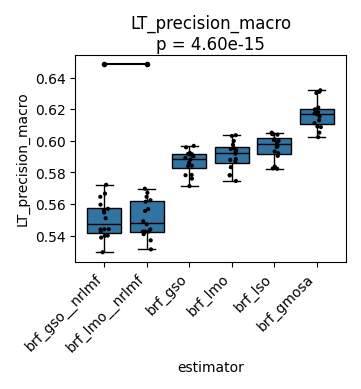 LT_precision_macro
p = 4.60e-15
LT_precision_macro
0.64
0.62
0.60
0.58
0.56
0.54
brf_gso__nrlmf
brf_lmo__nrlmf
brf_gso
brf_lmo
brf_lso
brf_gmosa
estimator